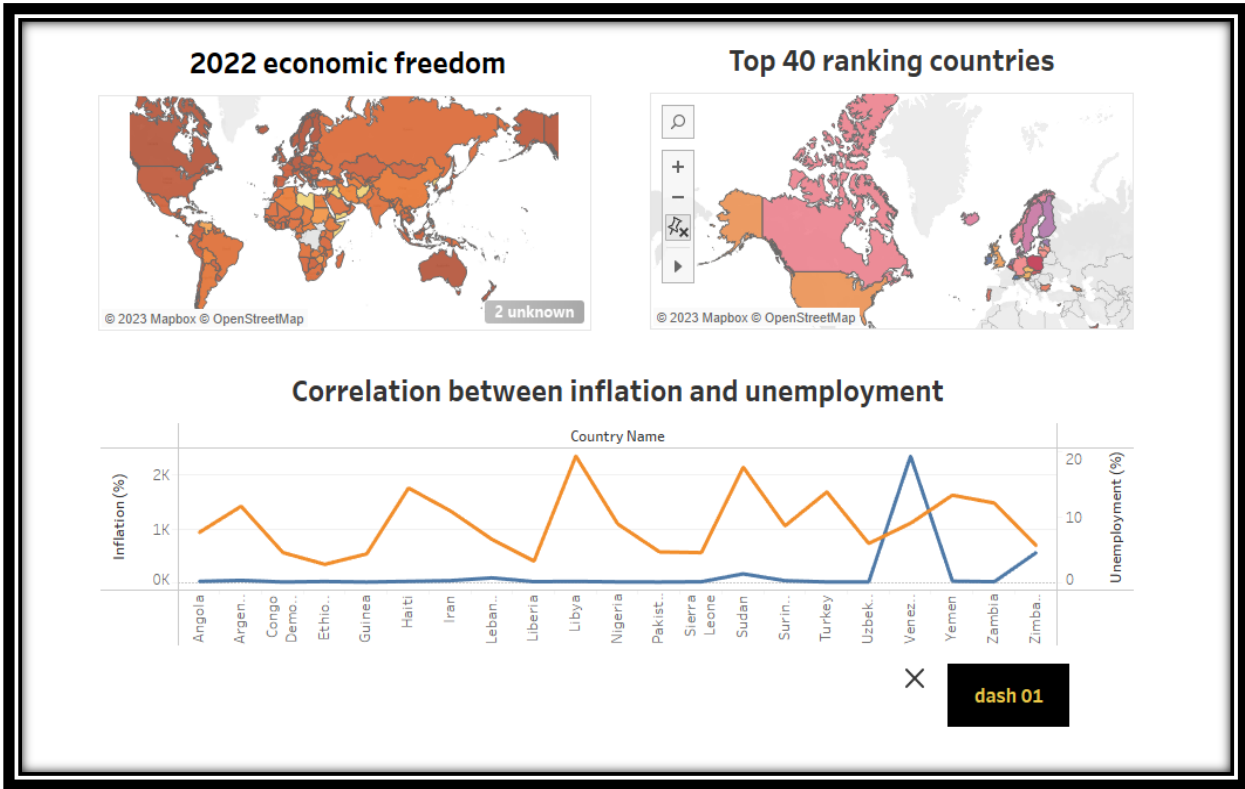 2022 economic freedom
Top 40 ranking countries
© 2023 Mapbox © OpenStreetMap
2 unknown
© 2023 Mapbox © OpenStreetMap
Correlation between inflation and unemployment
Country Name
Inflation (%)
2K
1K
0K
20
10
0
Unemployment (%)
Angola
Argen..
Congo
Demo..
Ethio..
Guinea
Haiti
Iran
Leban..
Liberia
Libya
Nigeria
Pakist..
Sierra
Leone
Sudan
Surin..
Turkey
Uzbek..
Venez..
Yemen
Zambia
Zimba..
dash 01